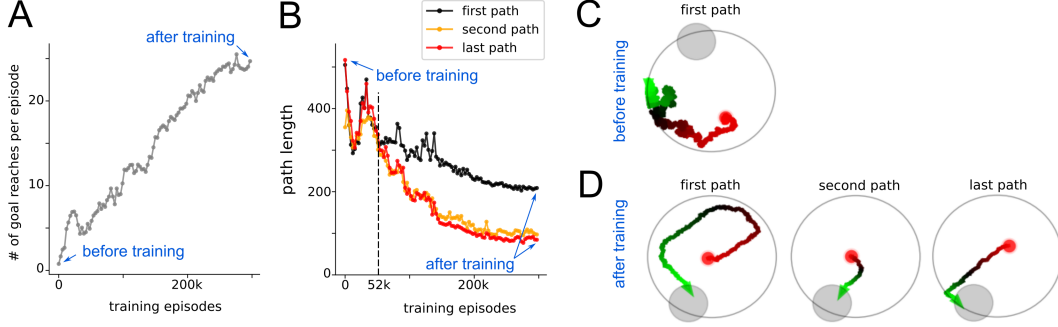 A
# of goal reaches per episode
20
10
0
after training
before training
0
200k
training episodes
B
first path
second path
last path
path length
400
200
0
before training
after training
0
52k
200k
training episodes
C
first path
before training
D
first path
second path
last path
after training